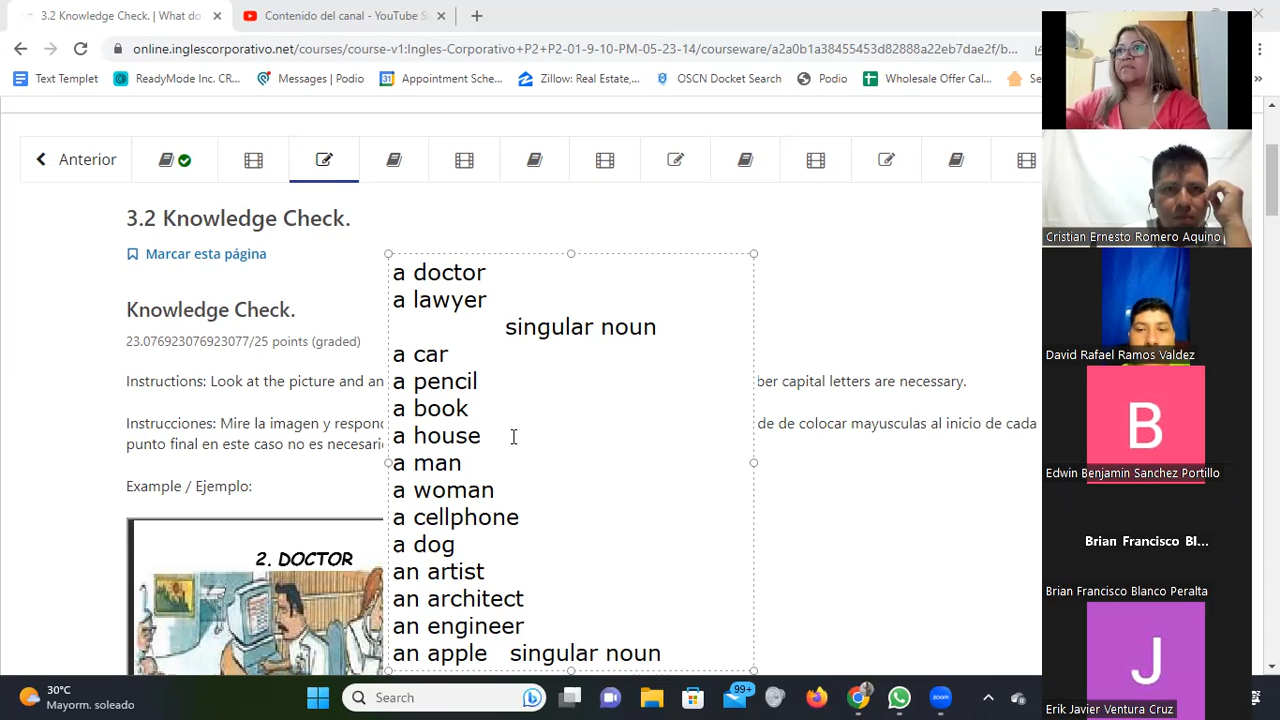 3.2 Knowledge Check. | What do
Contenido del canal - YouTube S
online.inglescorporativo.net/courses/course-v1:Ingles-Corporativo+P2+P2-01-9-10-PM-05-23-14/courseware/a2a0b1a38455453d82888a22eb7dae2f/b...
Text Templet
ReadyMode Inc. CR...
Messages | Podio
Appointment Sche...
Zillow: Real Estate,...
OSCN Docket Search
Podio
Wholesale Offer Cal...
Se
Anterior
3.2 Knowledge Check.
Marcar esta página
Knowledge Check.
23.076923076923077/25 points (graded)
Instructions: Look at the picture and an
ber capital letters are necessary.
Instrucciones: Mire la imagen y respon
de de colocar mayusculas al inicio de cada
punto final en este caso no es necesari
Example / Ejemplo:
2. DOCTOR
a doctor
a lawyer
singular noun
a car
a pencil
a book
a house
a man
a woman
a cellphone
a dog
an artist
an architect
an engineer
an apple singular noun
Cristian Ernesto Romero Aquino
David Rafael Ramos Valdez
B
Edwin Benjamin Sanchez Portillo
Brian Francisco Bl...
Brian Francisco Blanco Peralta
J
Erik Javier Ventura Cruz
30°C
Mayorm. soleado
Search
99+
zoom